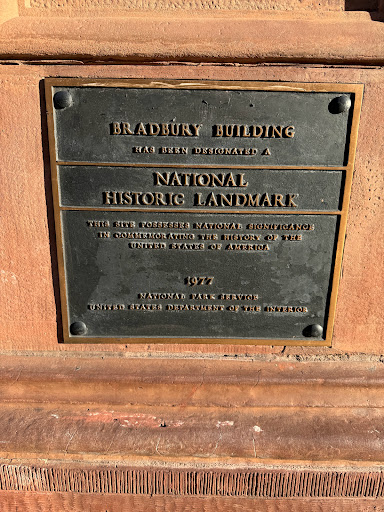 BRADBURY BUILDING
HAS BEEN DESIGNATED A
NATIONAL
HISTORIC LANDMARK
THIS SITE POSSESSES NATIONAL SIGNIFICANCE
IN COMMEMORATING THE HISTORY OF THE
UNITED STATES OF AMERICA
1977
NATIONAL PARK SERVICE
UNITED STATES DEPARTMENT OF THE INTERIOR